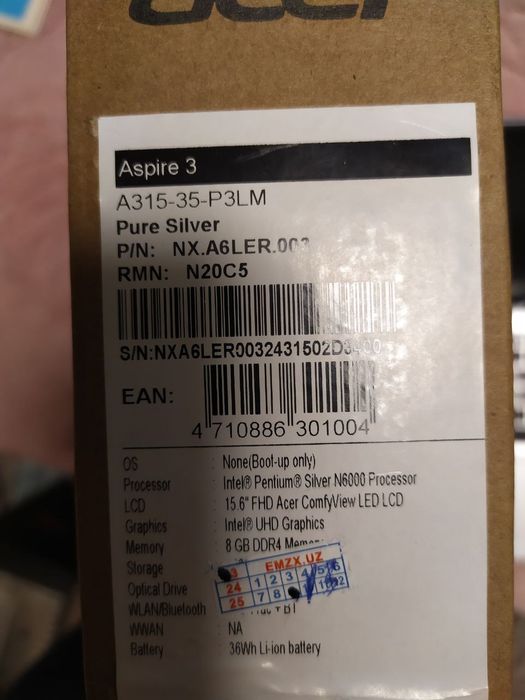 acer
Aspire 3
A315-35-P3LM
Pure Silver
P/N: NX.A6LER.003
RMN: N20C5
S/N:NXA6LER0032431502D3400
EAN:
4 710886 301004
OS : None(Boot-up only)
Processor : Intel® Pentium® Silver N6000 Processor
LCD : 15.6" FHD Acer ComfyView LED LCD
Graphics : Intel® UHD Graphics
Memory : 8 GB DDR4 Memory
Storage
EMZX.UZ
Optical Drive
24 1 2 3 4 5 6
25 7 8
WLAN/Bluetooth
WWAN : NA
Battery : 36Wh Li-ion battery